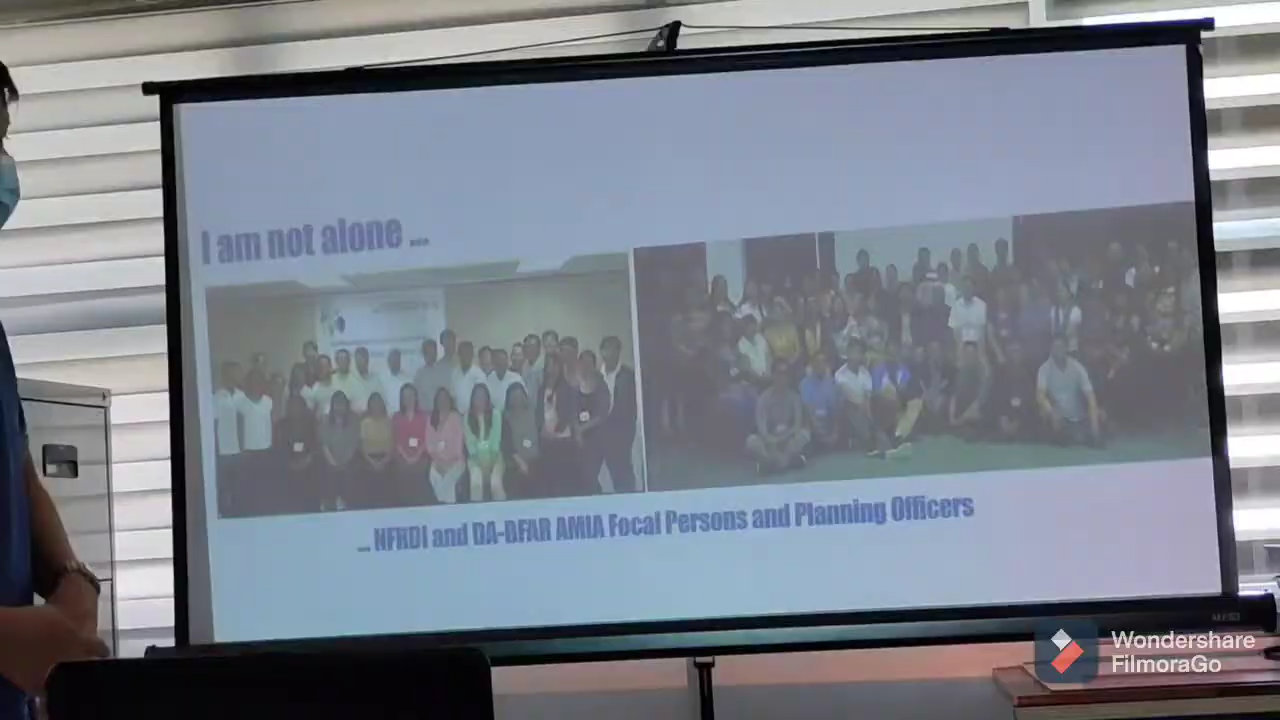 I am not alone ...
... NFRDI and DA-BFAR AMIA Focal Persons and Planning Officers
Wondershare
FilmoraGo